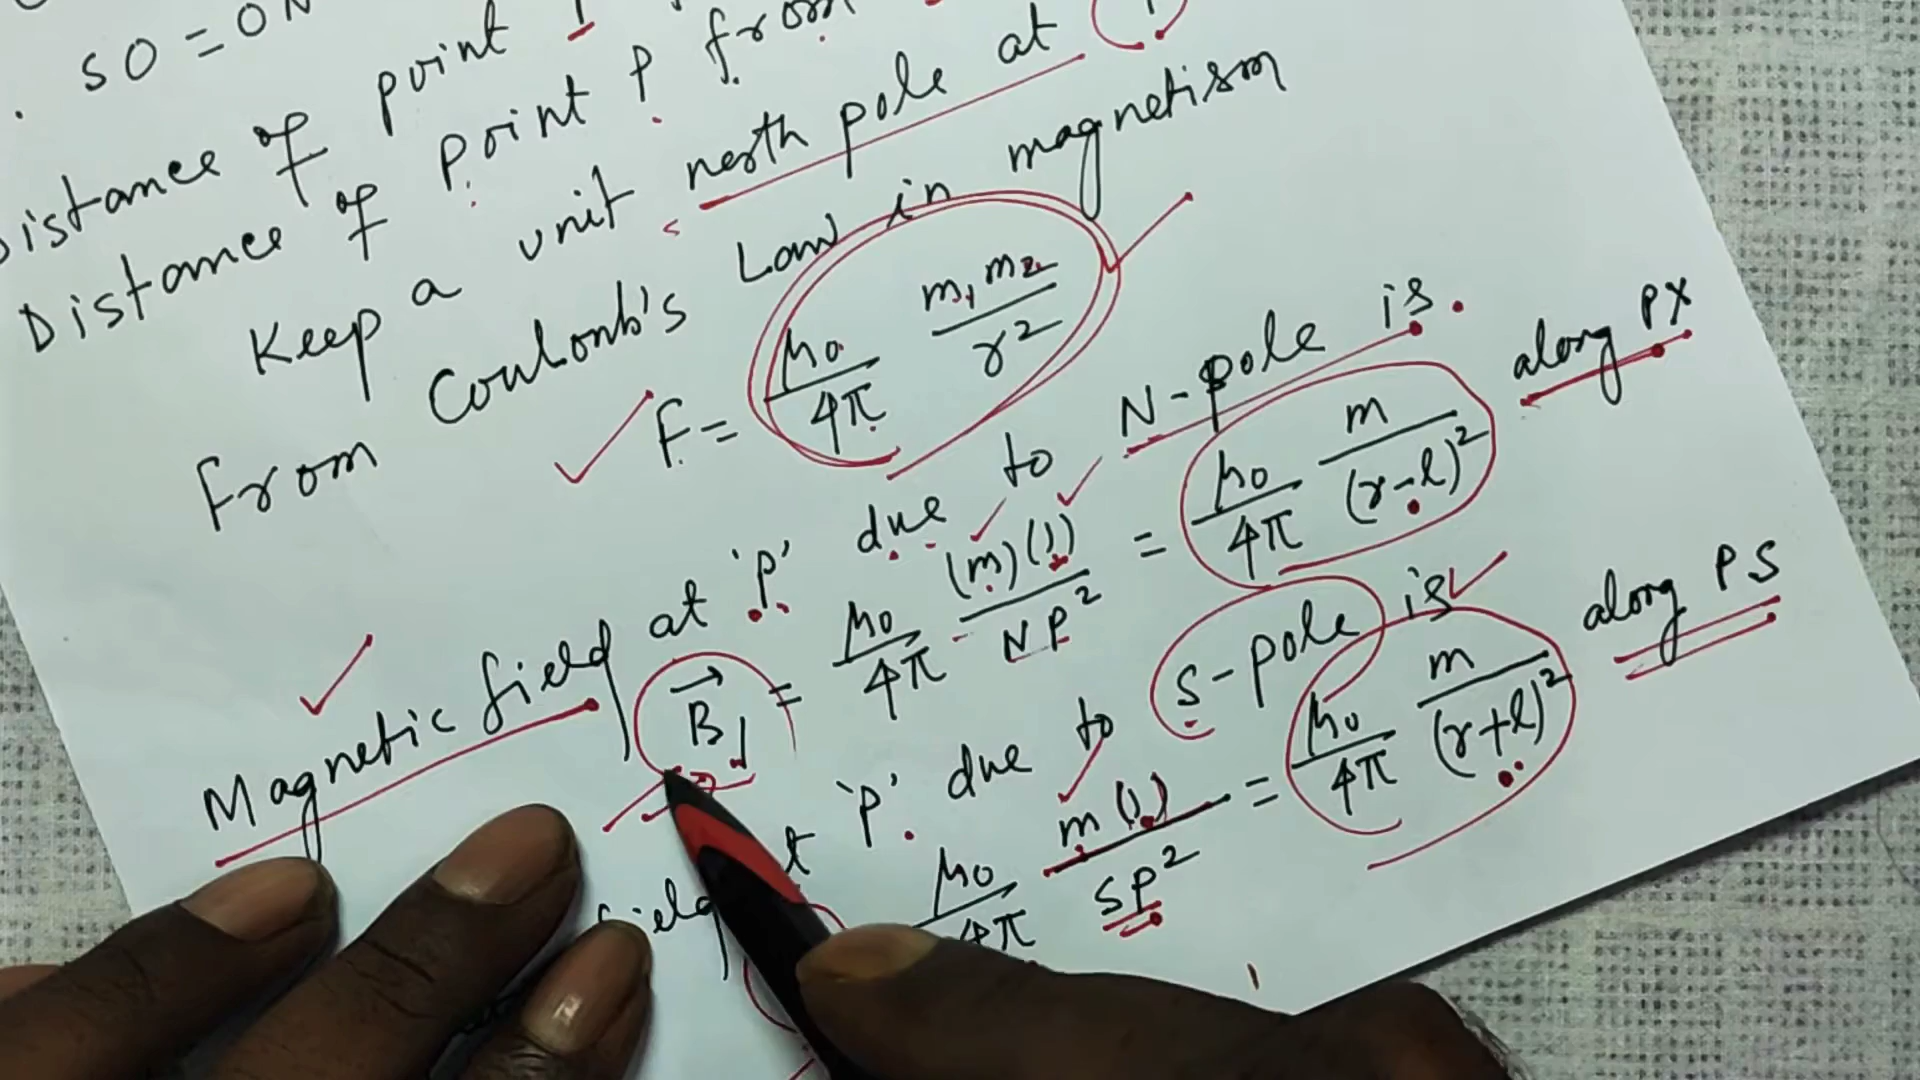 SO = ON
Distance of point P
Distance of point P from
Keep a unit north pole at P
From Coulomb's Law in magnetism
F = μ₀/4π m₁m₂/r²
Magnetic field at 'P' due to N-pole is
B⃗₁ = μ₀/4π (m)(1)/NP² = μ₀/4π m/(r-l)² along PX
field at 'P' due to S-pole is
μ₀/4π m(1)/SP² = μ₀/4π m/(r+l)² along PS